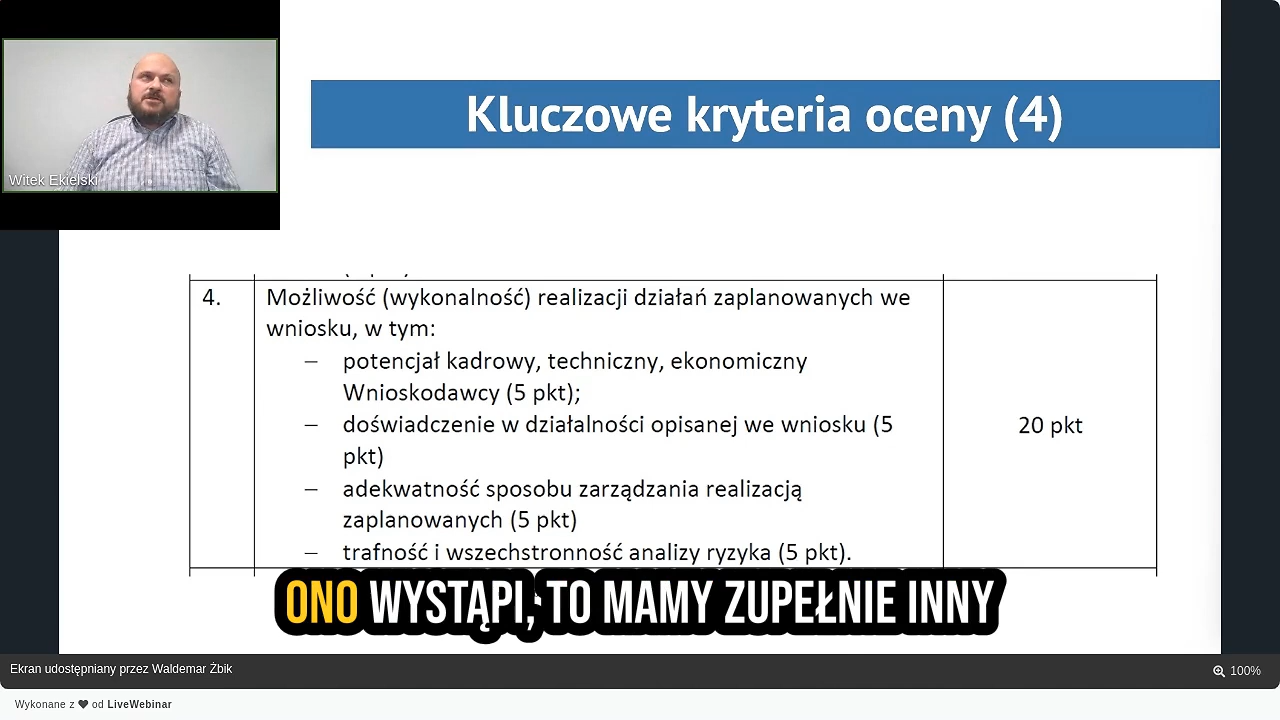 Witek Ekielski
Kluczowe kryteria oceny (4)
4.
Możliwość (wykonalność) realizacji działań zaplanowanych we
wniosku, w tym:
– potencjał kadrowy, techniczny, ekonomiczny
Wnioskodawcy (5 pkt);
– doświadczenie w działalności opisanej we wniosku (5
pkt)
– adekwatność sposobu zarządzania realizacją
zaplanowanych (5 pkt)
– trafność i wszechstronność analizy ryzyka (5 pkt).
20 pkt
ONO WYSTĄPI, TO MAMY ZUPEŁNIE INNY
Ekran udostępniany przez Waldemar Żbik
100%
Wykonane z ❤ od LiveWebinar